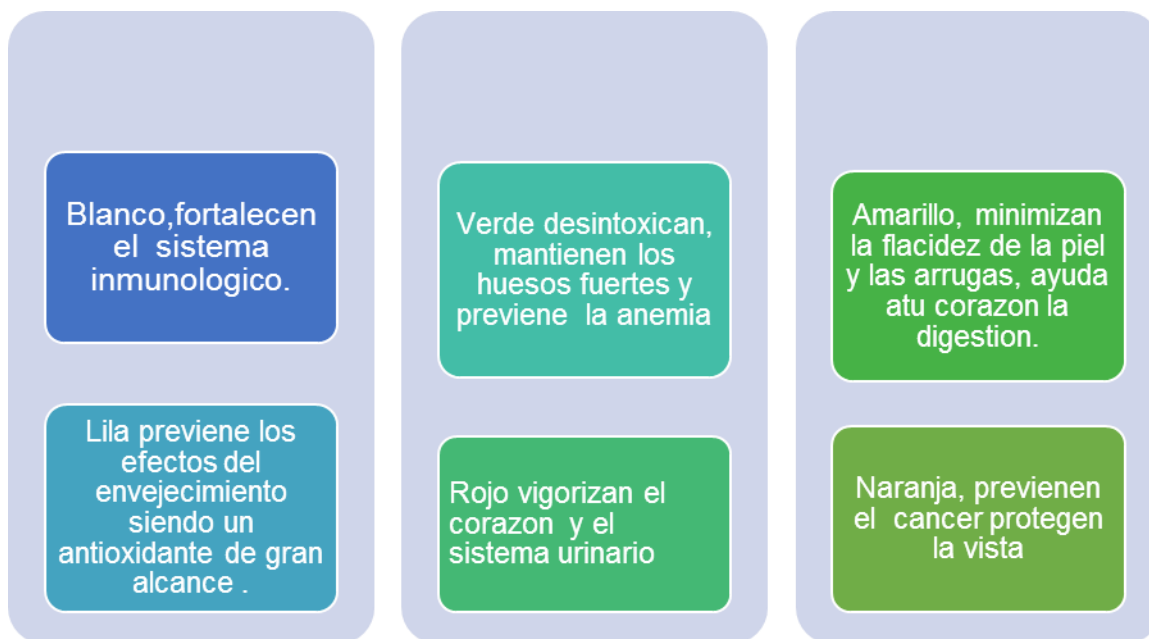 Blanco,fortalecen
el sistema
inmunologico.
Lila previene los
efectos del
envejecimiento
siendo un
antioxidante de gran
alcance .
Verde desintoxican,
mantienen los
huesos fuertes y
previene la anemia
Rojo vigorizan el
corazon y el
sistema urinario
Amarillo, minimizan
la flacidez de la piel
y las arrugas, ayuda
atu corazon la
digestion.
Naranja, previenen
el cancer protegen
la vista